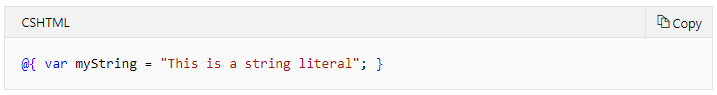 CSHTML Copy
@{ var myString = "This is a string literal"; }